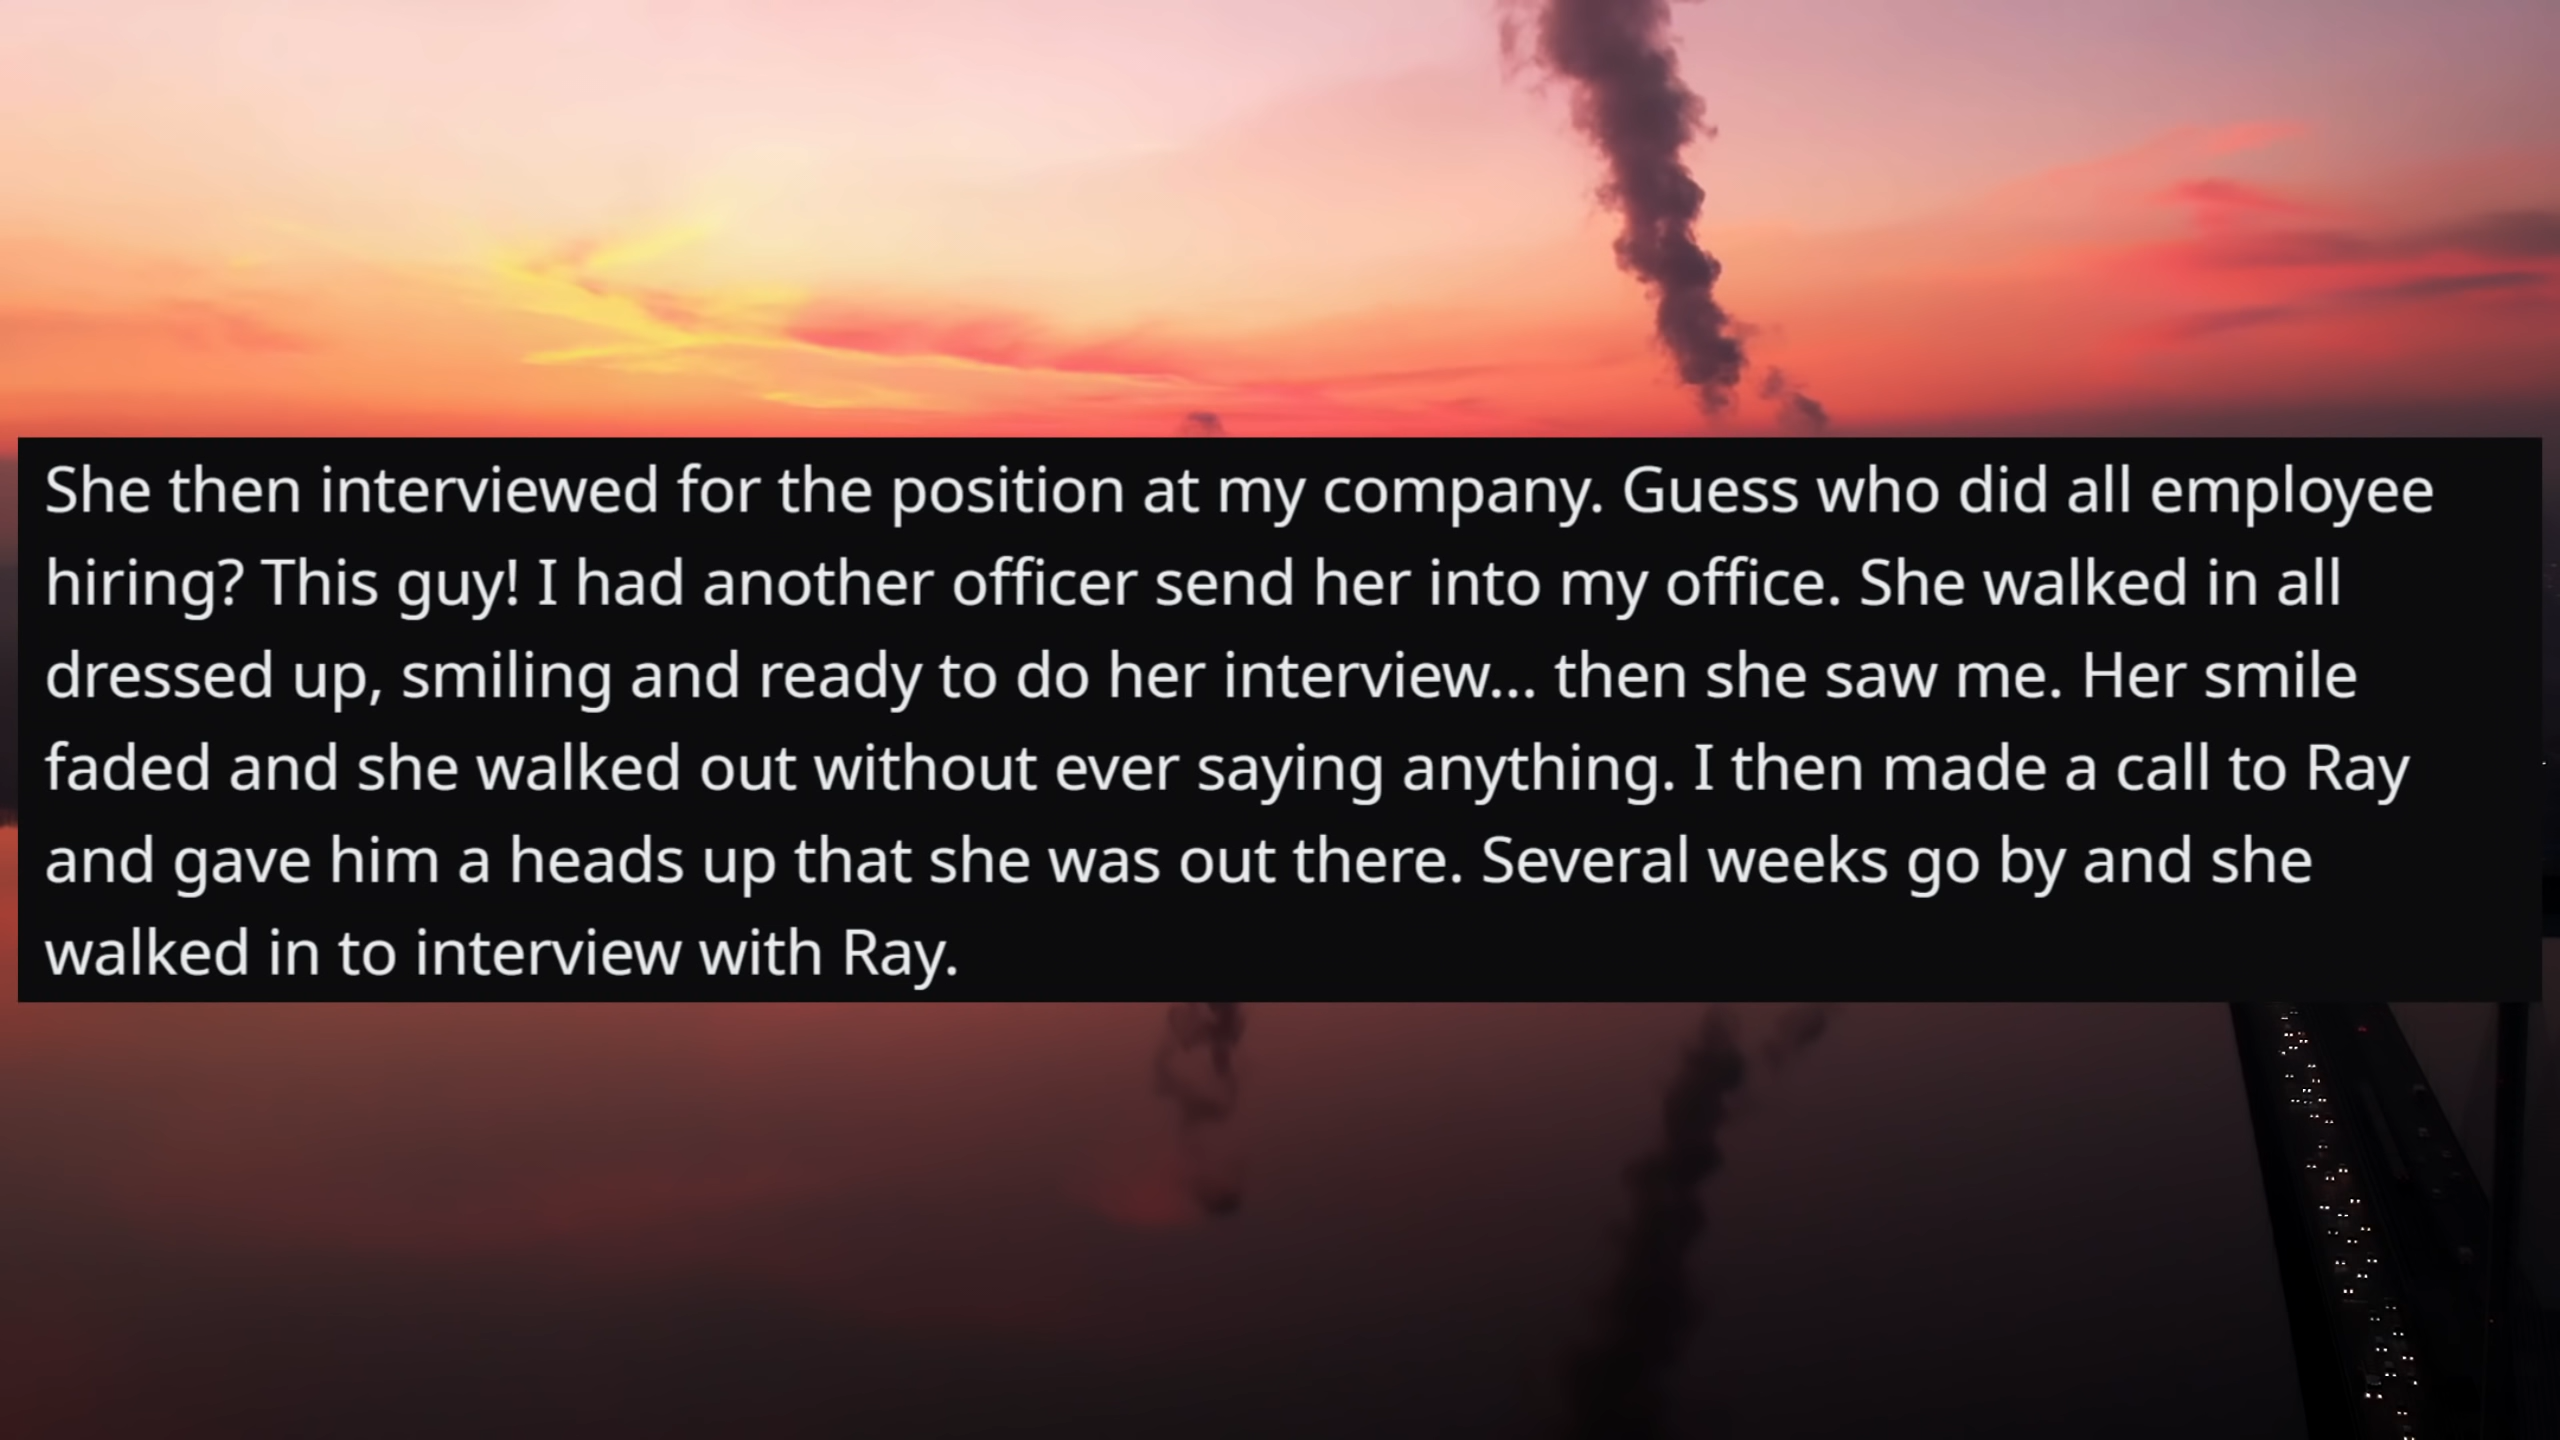 She then interviewed for the position at my company. Guess who did all employee
hiring? This guy! I had another officer send her into my office. She walked in all
dressed up, smiling and ready to do her interview... then she saw me. Her smile
faded and she walked out without ever saying anything. I then made a call to Ray
and gave him a heads up that she was out there. Several weeks go by and she
walked in to interview with Ray.